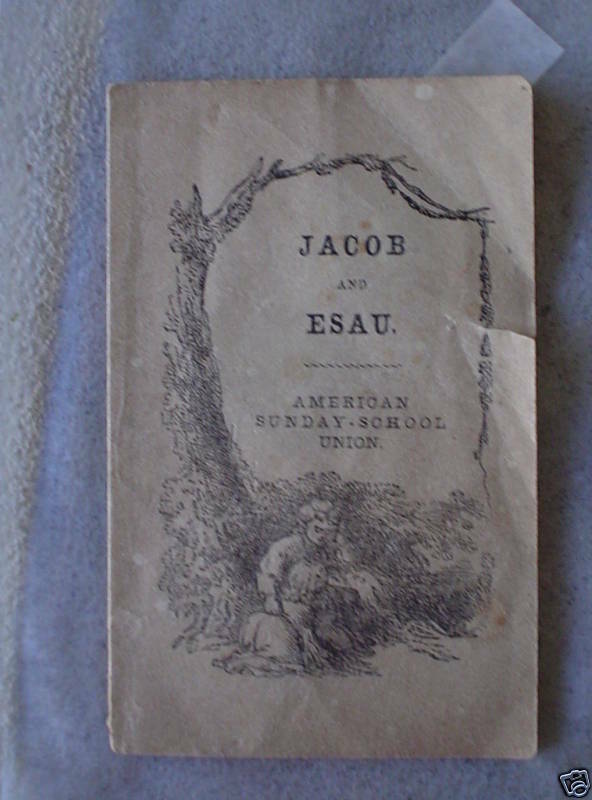 JACOB
AND
ESAU.
AMERICAN
SUNDAY-SCHOOL
UNION.